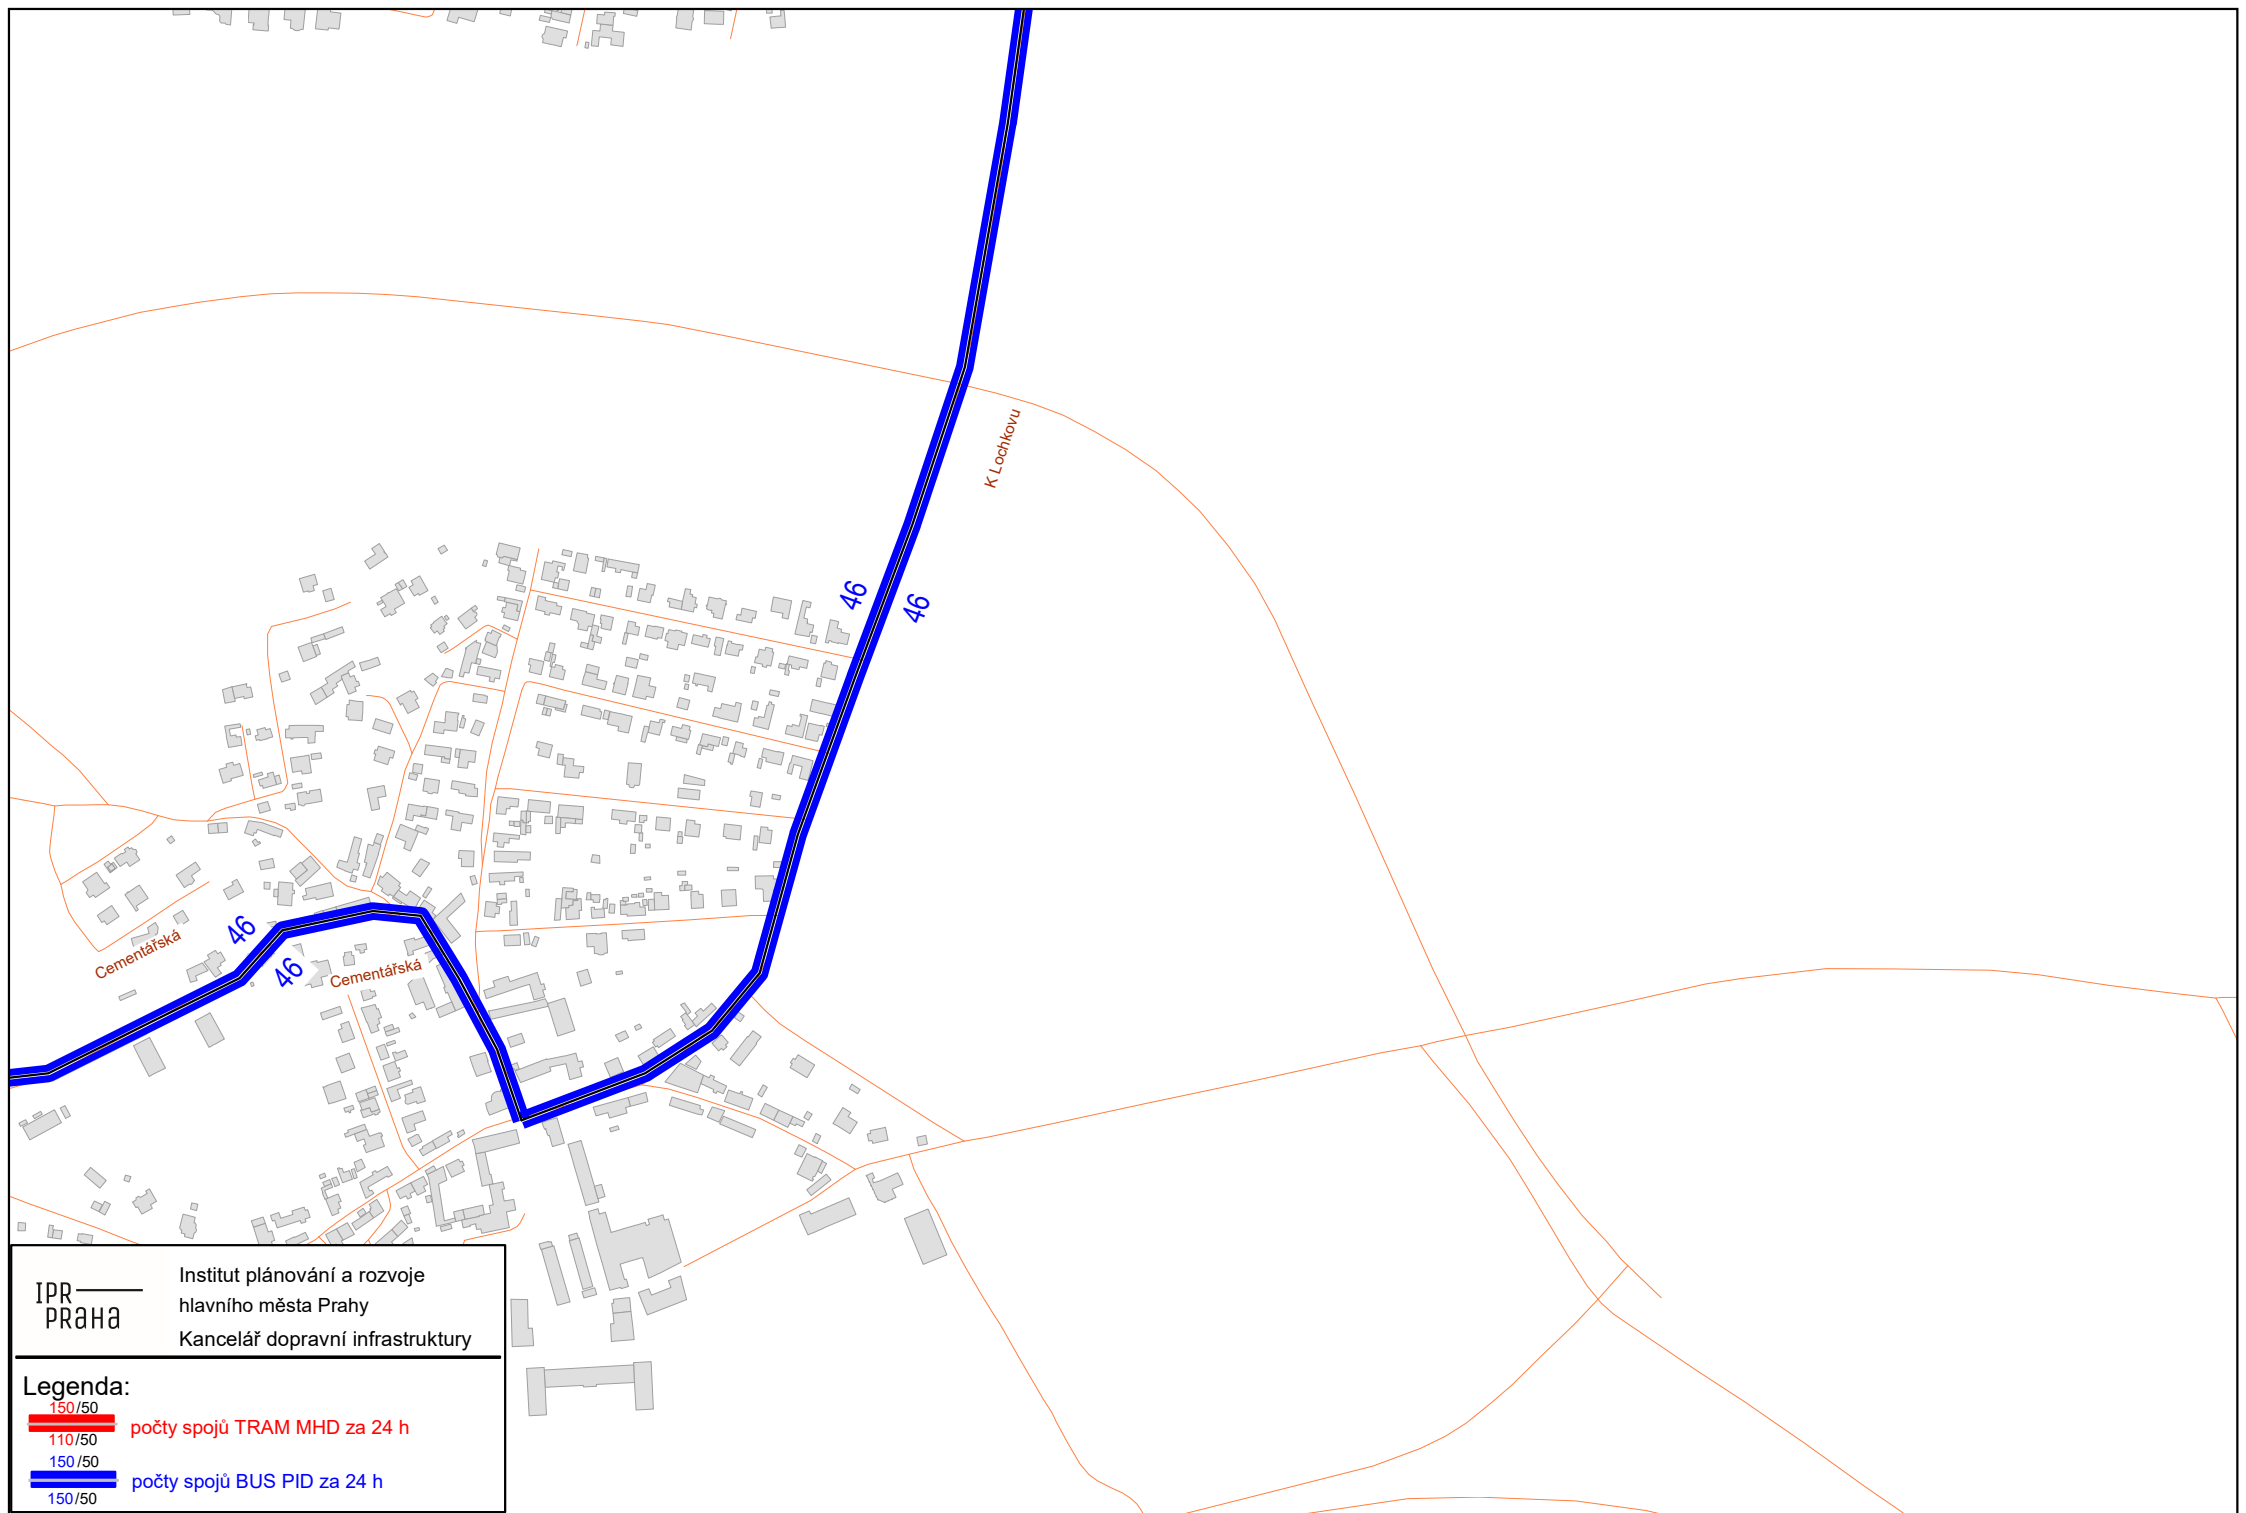 K Lochkovu
46
46
46
46
Cementářská
Cementářská
IPR
PRAHA
Institut plánování a rozvoje
hlavního města Prahy
Kancelář dopravní infrastruktury
Legenda:
150/50
110/50
počty spojů TRAM MHD za 24 h
150/50
150/50
počty spojů BUS PID za 24 h